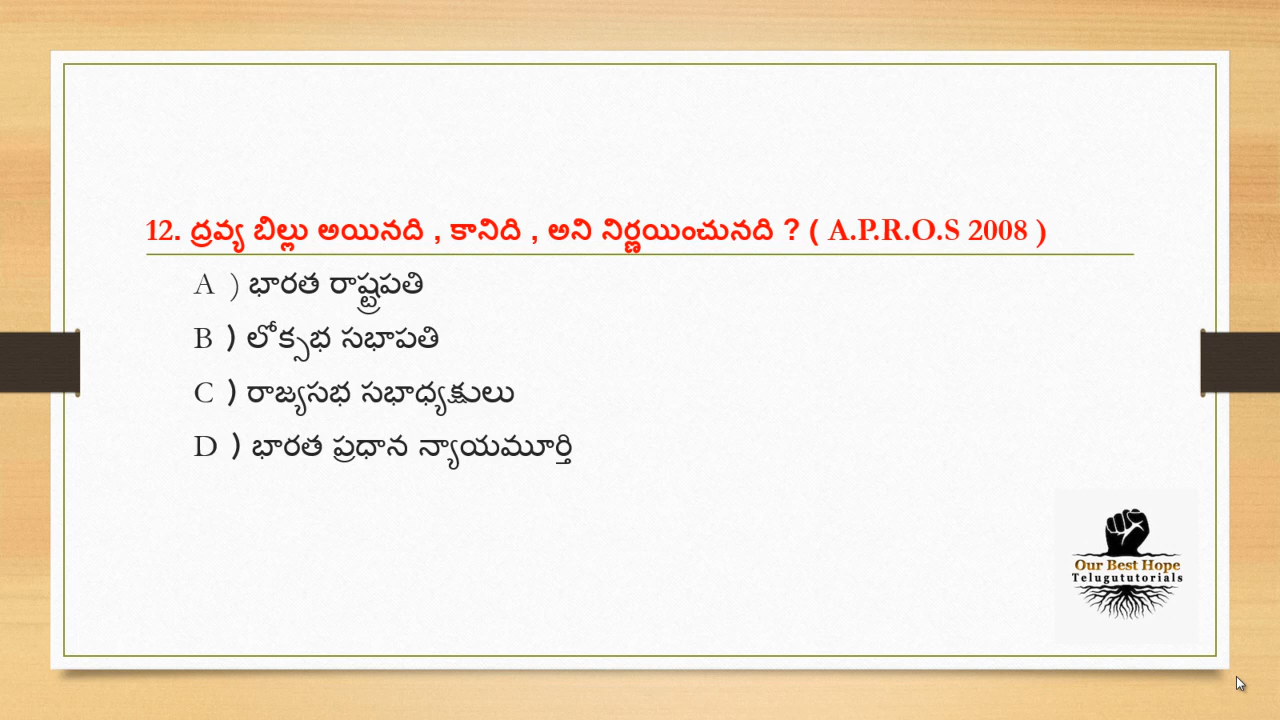 12. ద్రవ్య బిల్లు అయినది , కానిది , అని నిర్ణయించునది ? ( A.P.R.O.S 2008 )
A ) భారత రాష్ట్రపతి
B ) లోక్సభ సభాపతి
C ) రాజ్యసభ సభాధ్యక్షులు
D ) భారత ప్రధాన న్యాయమూర్తి
Our Best Hope
Telugututorials